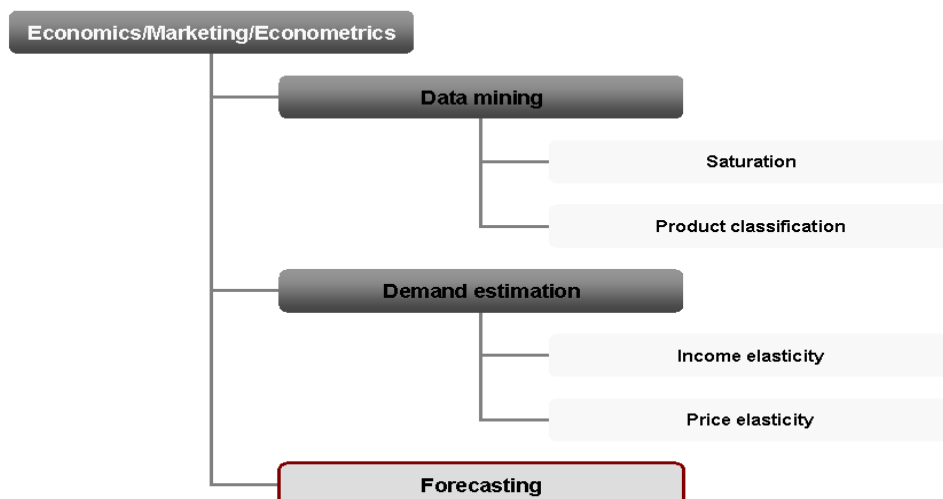 Economics/Marketing/Econometrics
Data mining
Saturation
Product classification
Demand estimation
Income elasticity
Price elasticity
Forecasting